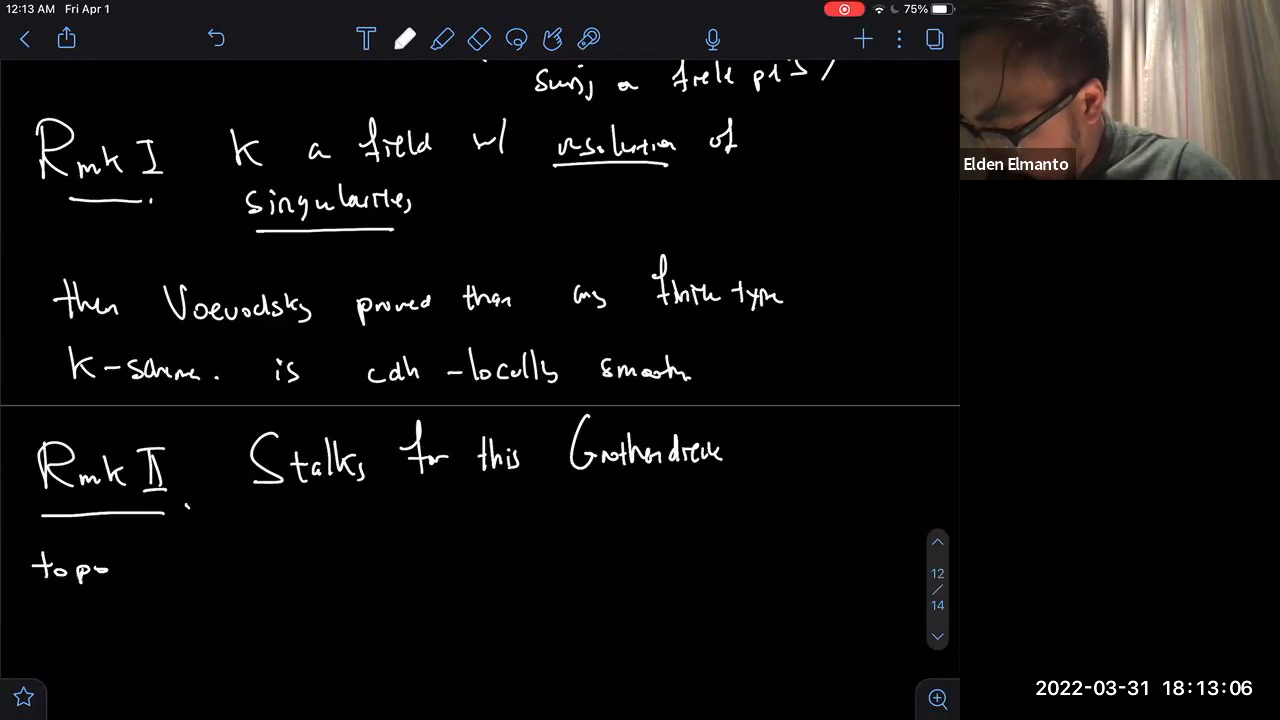 12:13 AM Fri Apr 1
75%
surj a field pts /
Rmk I K a field w/ resolution of
singularities
then Voevodsky proved than any finite type
K-scheme. is cdh-locally smooth
Rmk II. Stalks for this Grothendieck
topo
12
/
14
Elden Elmanto
2022-03-31 18:13:06